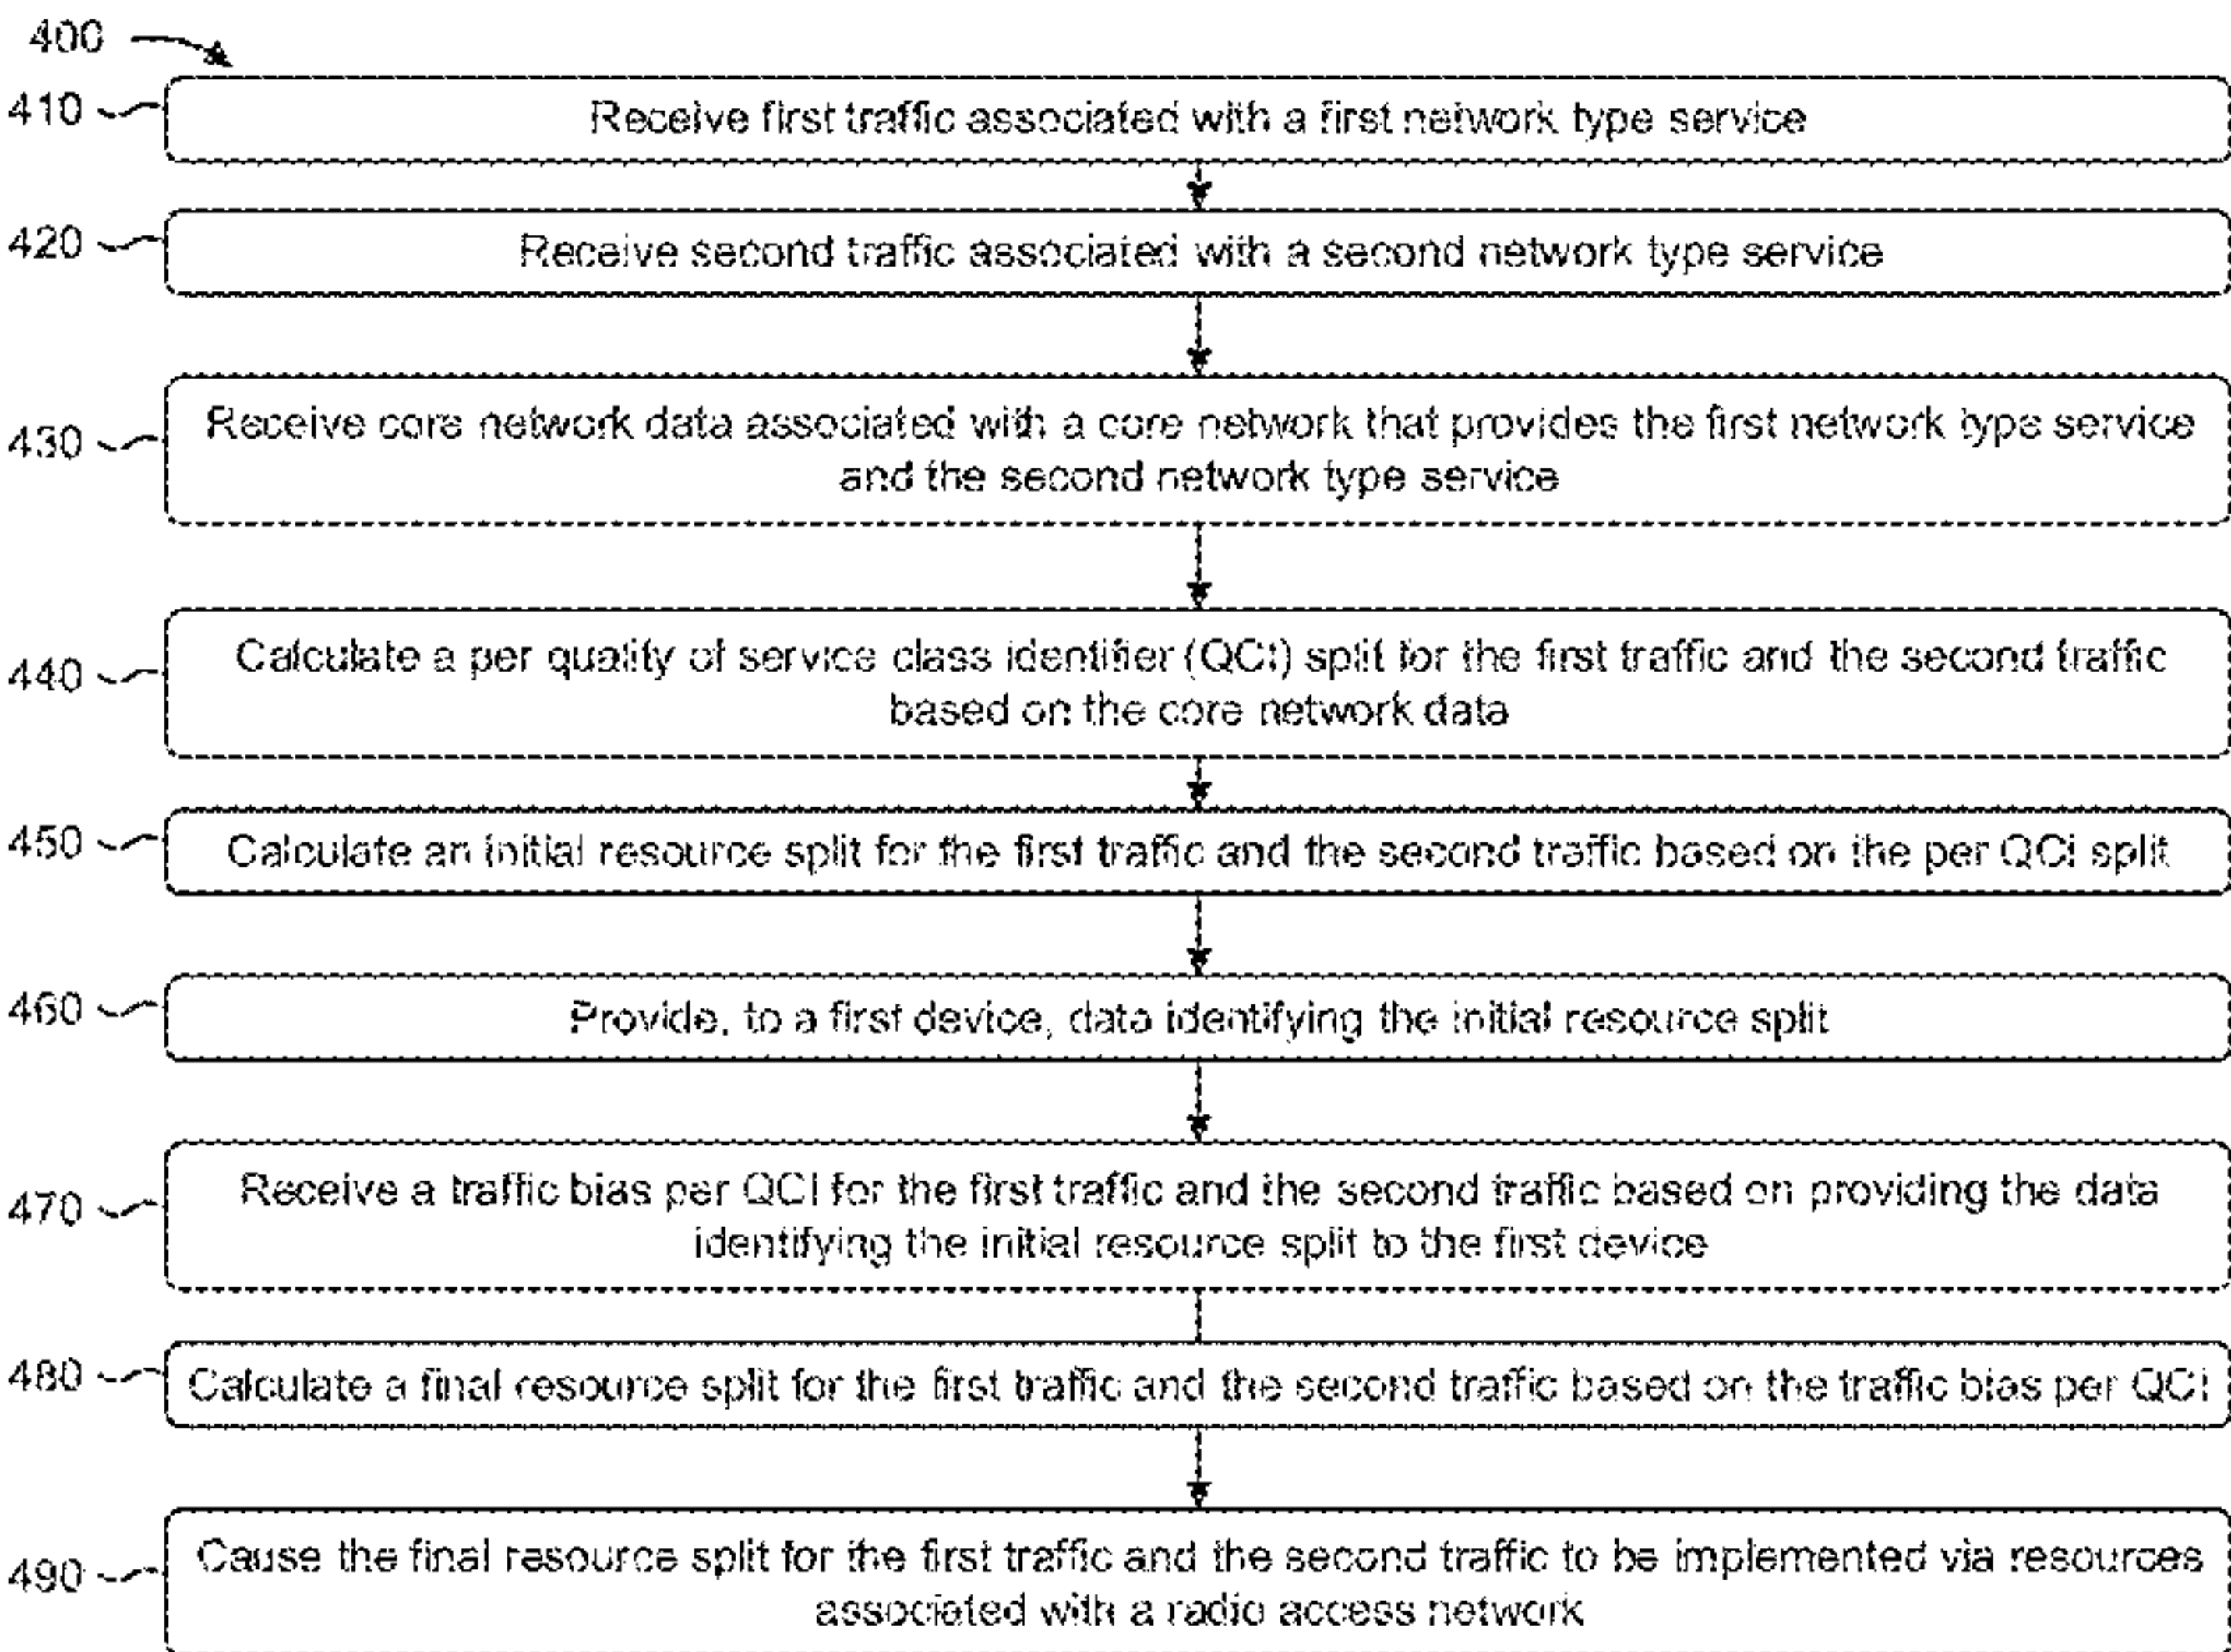 400
410
Receive first traffic associated with a first network type service
420
Receive second traffic associated with a second network type service
430
Receive core network data associated with a core network that provides the first network type service
and the second network type service
440
Calculate a per quality of service class identifier (QCI) split for the first traffic and the second traffic
based on the core network data
450
Calculate an initial resource split for the first traffic and the second traffic based on the per QCI split
460
Provide, to a first device, data identifying the initial resource split
470
Receive a traffic bias per QCI for the first traffic and the second traffic based on providing the data
identifying the initial resource split to the first device
480
Calculate a final resource split for the first traffic and the second traffic based on the traffic bias per QCI
490
Cause the final resource split for the first traffic and the second traffic to be implemented via resources
associated with a radio access network